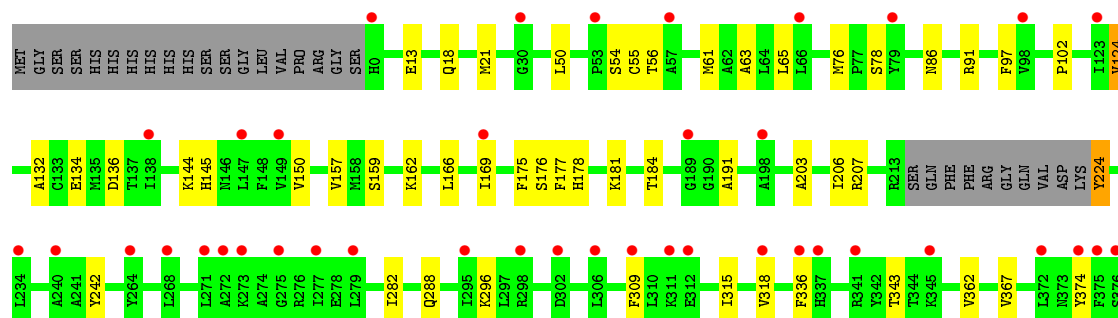 MET GLY SER SER HIS HIS HIS HIS HIS HIS SER SER GLY LEU VAL PRO ARG GLY SER H0 E13 Q18 M21 G30 L50 P53 S54 C55 T56 A57 M61 A62 A63 L64 L65 L66 M76 P77 S78 Y79 N86 R91 F97 V98 P102 I123
A132 C133 E134 M135 D136 T137 I138 K144 H145 N146 L147 F148 V149 V150 V157 M158 S159 K162 L166 I169 F175 S176 F177 H178 K181 T184 G189 G190 A191 A198 A203 I206 R207 R213 SER GLN PHE PHE ARG GLY GLN VAL ASP LYS Y224
L234 A240 A241 Y242 Y264 L268 L271 A272 K273 A274 G275 R276 I277 E278 L279 I282 Q288 I295 K296 L297 R298 D302 L306 F309 L310 K311 E312 I315 V318 F336 H337 R341 Y342 T343 T344 K345 V362 V367 L372 N373 Y374 F375